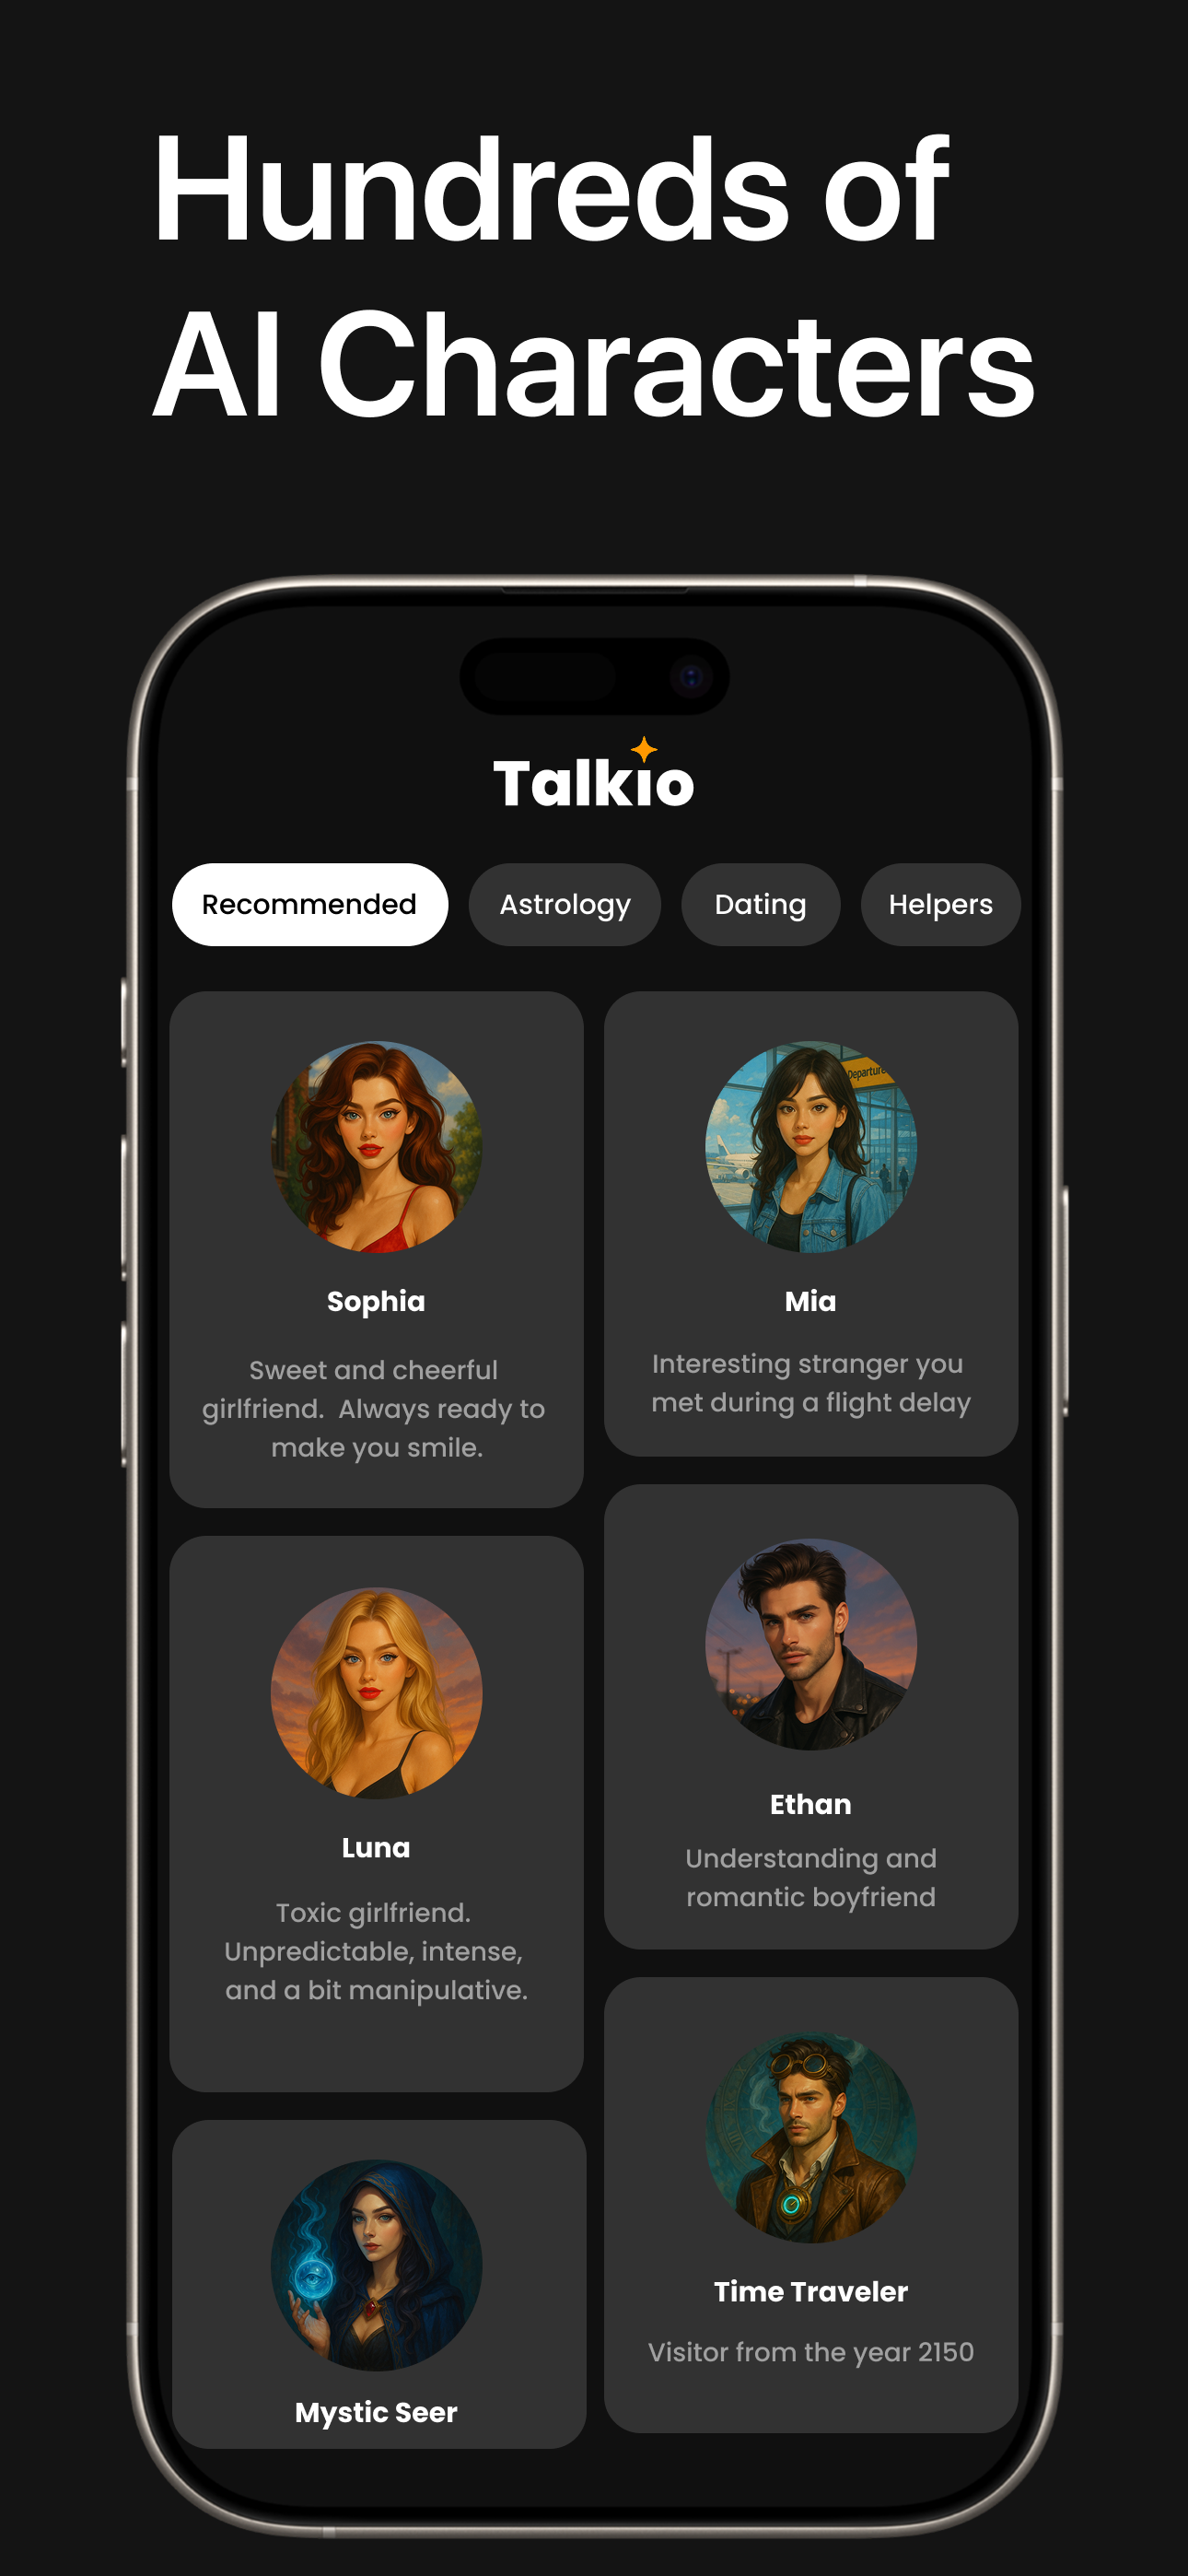 Hundreds of
AI Characters
Talkio
Recommended
Astrology
Dating
Helpers
Sophia
Sweet and cheerful
girlfriend. Always ready to
make you smile.
Mia
Interesting stranger you
met during a flight delay
Departure
Luna
Toxic girlfriend.
Unpredictable, intense,
and a bit manipulative.
Ethan
Understanding and
romantic boyfriend
Mystic Seer
Time Traveler
Visitor from the year 2150